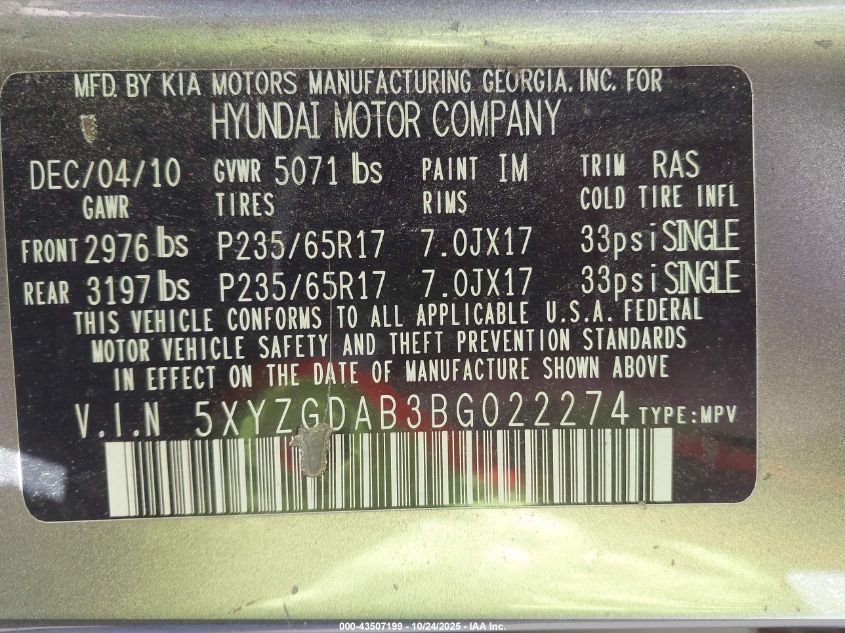 MFD. BY KIA MOTORS MANUFACTURING GEORGIA. INC. FOR
HYUNDAI MOTOR COMPANY
DEC/04/10 GVWR 5071 lbs PAINT IM TRIM RAS
GAWR TIRES RIMS COLD TIRE INFL
FRONT 2976 lbs P235/65R17 7.0JX17 33psi SINGLE
REAR 3197 lbs P235/65R17 7.0JX17 33psi SINGLE
THIS VEHICLE CONFORMS TO ALL APPLICABLE U.S.A. FEDERAL
MOTOR VEHICLE SAFETY AND THEFT PREVENTION STANDARDS
IN EFFECT ON THE DATE OF MANUFACTURE SHOWN ABOVE
V.I.N 5XYZGDAB3BG022274 TYPE:MPV
000-43507199 - 10/24/2025 - IAA Inc.